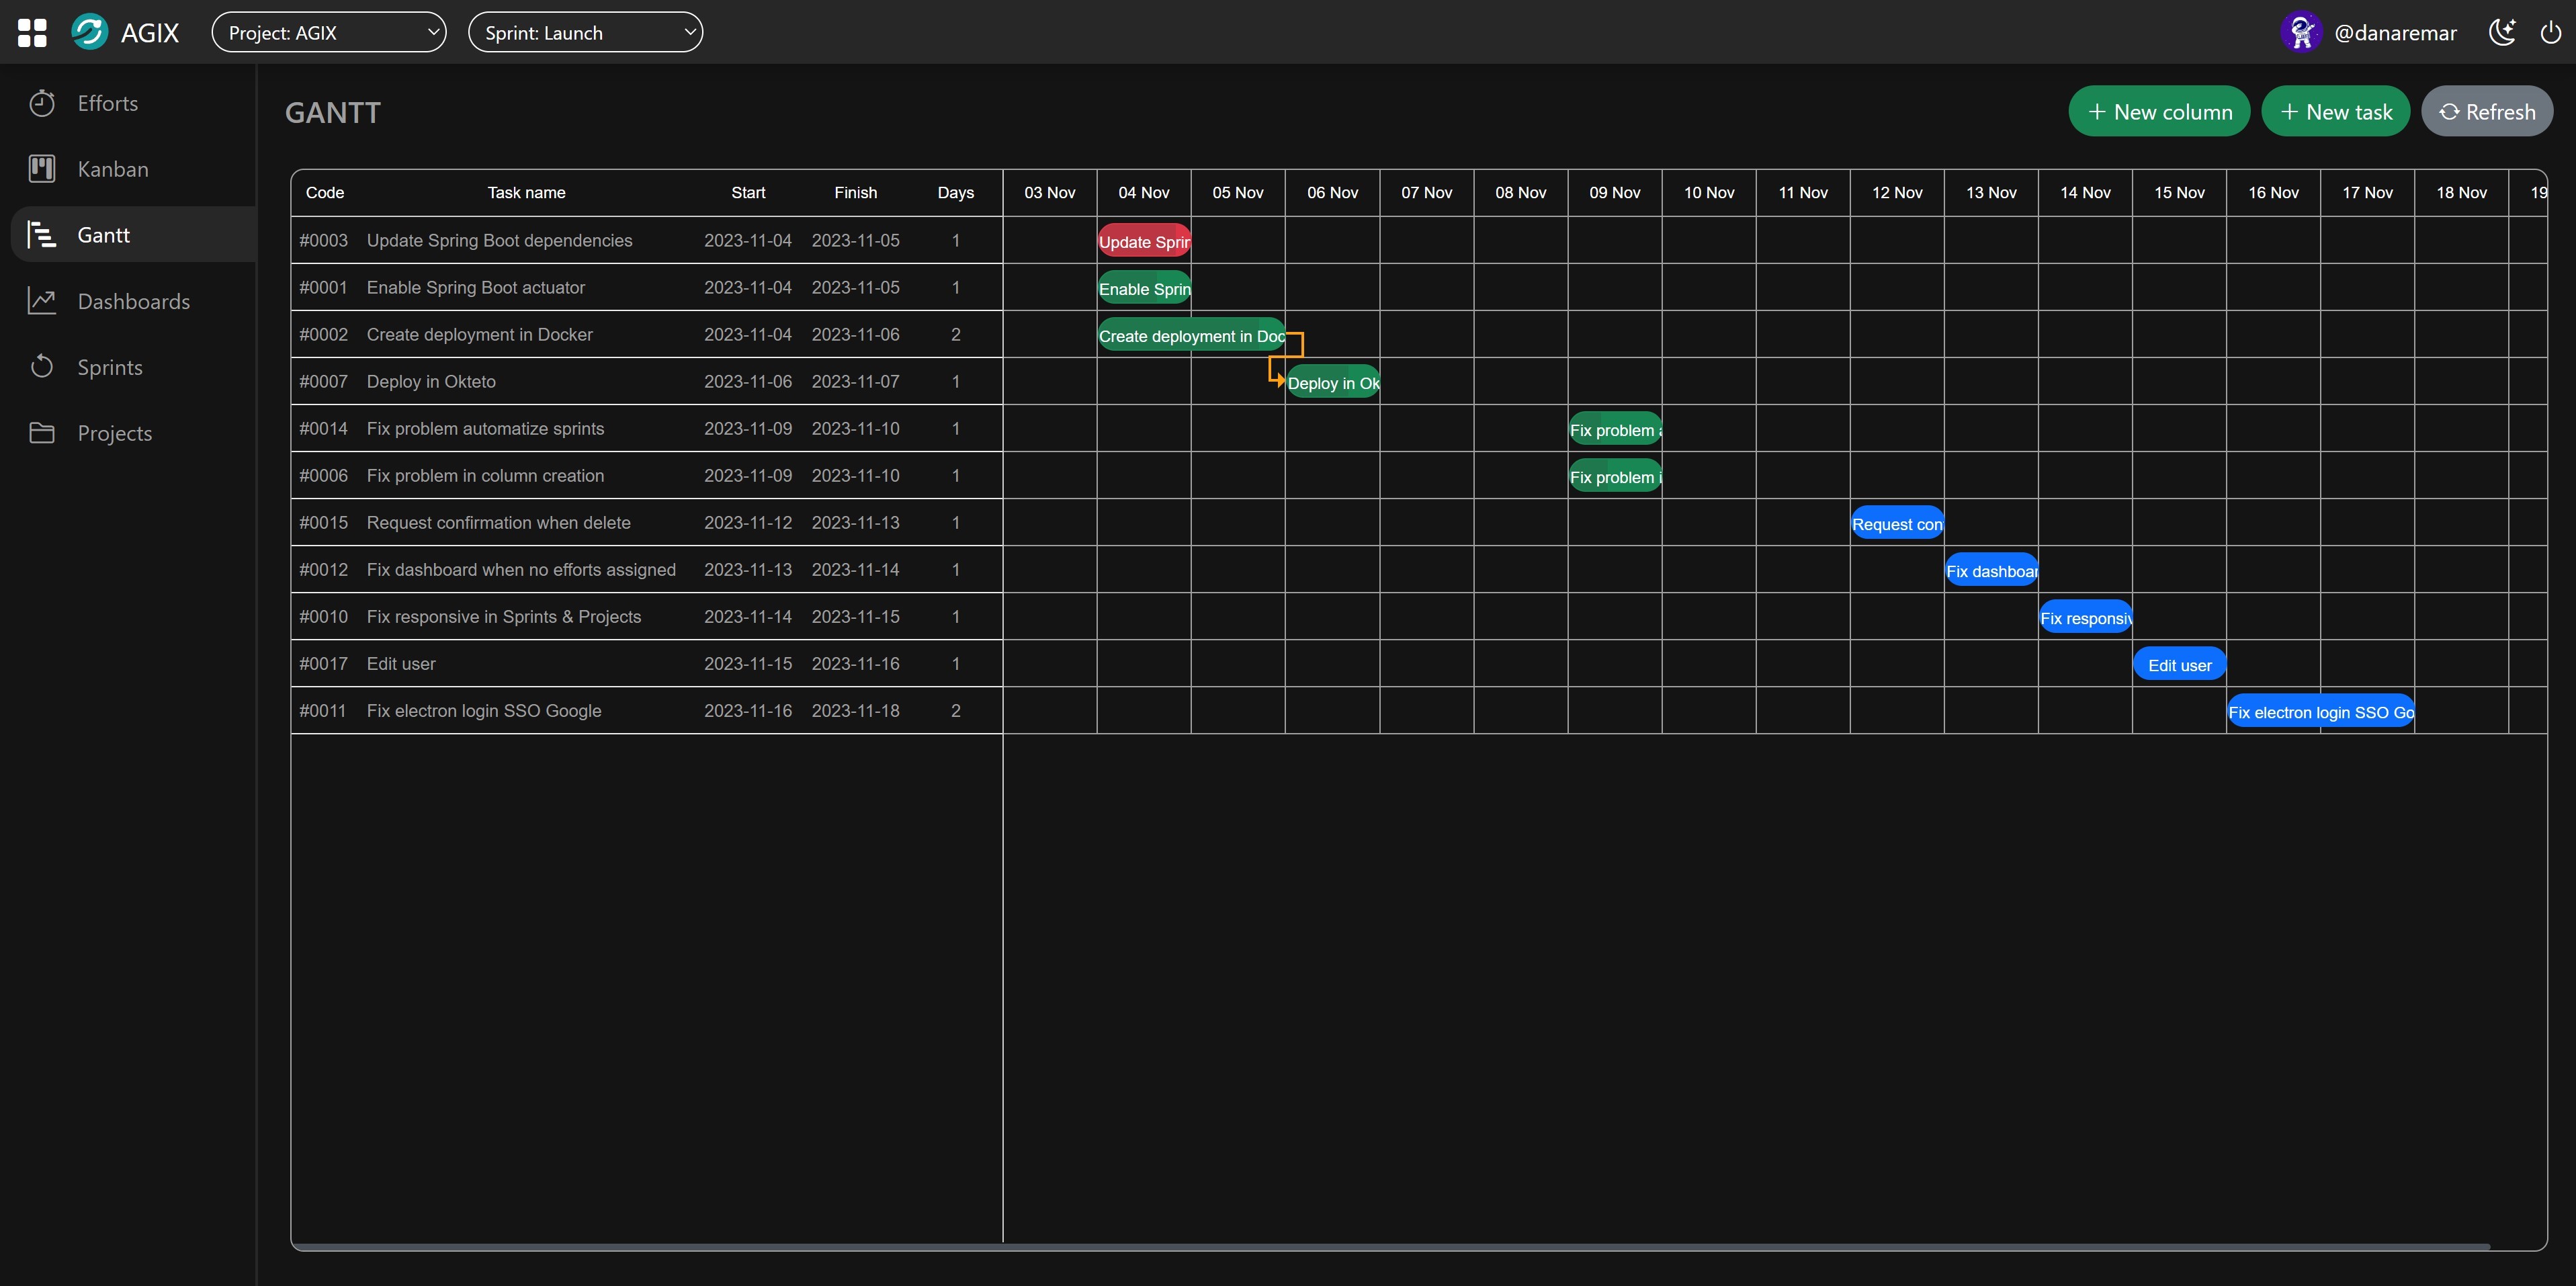 AGIX Project: AGIX Sprint: Launch @danaremar
Efforts
Kanban
Gantt
Dashboards
Sprints
Projects
GANTT
New column New task Refresh
Code Task name Start Finish Days 03 Nov 04 Nov 05 Nov 06 Nov 07 Nov 08 Nov 09 Nov 10 Nov 11 Nov 12 Nov 13 Nov 14 Nov 15 Nov 16 Nov 17 Nov 18 Nov 19
#0003 Update Spring Boot dependencies 2023-11-04 2023-11-05 1 Update Sprin
#0001 Enable Spring Boot actuator 2023-11-04 2023-11-05 1 Enable Sprin
#0002 Create deployment in Docker 2023-11-04 2023-11-06 2 Create deployment in Doc
#0007 Deploy in Okteto 2023-11-06 2023-11-07 1 Deploy in Ok
#0014 Fix problem automatize sprints 2023-11-09 2023-11-10 1 Fix problem a
#0006 Fix problem in column creation 2023-11-09 2023-11-10 1 Fix problem i
#0015 Request confirmation when delete 2023-11-12 2023-11-13 1 Request con
#0012 Fix dashboard when no efforts assigned 2023-11-13 2023-11-14 1 Fix dashboar
#0010 Fix responsive in Sprints & Projects 2023-11-14 2023-11-15 1 Fix responsiv
#0017 Edit user 2023-11-15 2023-11-16 1 Edit user
#0011 Fix electron login SSO Google 2023-11-16 2023-11-18 2 Fix electron login SSO Go